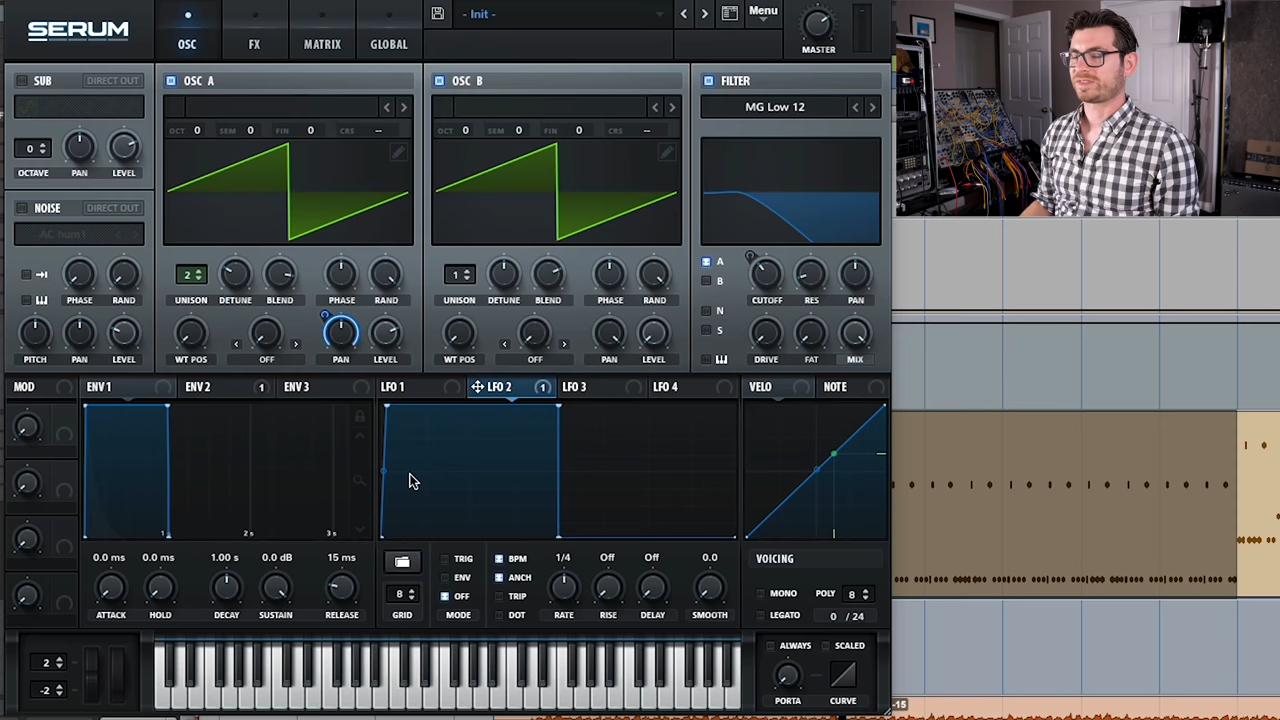 SERUM
OSC
FX
MATRIX
GLOBAL
- Init -
Menu
MASTER
SUB
DIRECT OUT
0
OCTAVE
PAN
LEVEL
NOISE
DIRECT OUT
AC hum1
PHASE
RAND
PITCH
PAN
LEVEL
OSC A
OCT 0 SEM 0 FIN 0 CRS --
2
UNISON
DETUNE
BLEND
PHASE
RAND
WT POS
OFF
PAN
LEVEL
OSC B
OCT 0 SEM 0 FIN 0 CRS --
1
UNISON
DETUNE
BLEND
PHASE
RAND
WT POS
OFF
PAN
LEVEL
FILTER
MG Low 12
A
B
N
S
CUTOFF
RES
PAN
DRIVE
FAT
MIX
MOD
ENV 1
ENV 2
1
ENV 3
LFO 1
LFO 2
1
LFO 3
LFO 4
VELO
NOTE
1
2 s
3 s
0.0 ms
0.0 ms
1.00 s
0.0 dB
15 ms
ATTACK
HOLD
DECAY
SUSTAIN
RELEASE
8
GRID
TRIG
ENV
OFF
MODE
BPM
ANCH
TRIP
DOT
1/4
Off
Off
0.0
RATE
RISE
DELAY
SMOOTH
VOICING
MONO
POLY
8
LEGATO
0 / 24
2
-2
ALWAYS
SCALED
PORTA
CURVE
-15